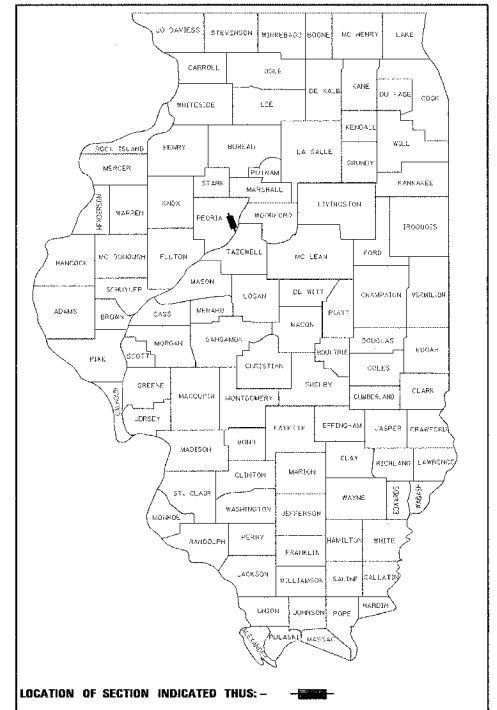 JO DAVIESS STEVENSON WINNEBAGO BOONE MC HENRY LAKE
CARROLL OGLE DE KALB KANE DU PAGE COOK
WHITESIDE LEE KENDALL WILL
ROCK ISLAND HENRY BUREAU LA SALLE GRUNDY
MERCER PUTNAM KANKAKEE
STARK MARSHALL
HENDERSON WARREN KNOX PEORIA WOODFORD LIVINGSTON IROQUOIS
HANCOCK MC DONOUGH FULTON TAZEWELL MC LEAN FORD
SCHUYLER MASON LOGAN DE WITT CHAMPAIGN VERMILION
ADAMS BROWN CASS MENARD MACON PIATT
MORGAN SANGAMON DOUGLAS EDGAR
PIKE SCOTT CHRISTIAN MOULTRIE COLES
GREENE MACOUPIN MONTGOMERY SHELBY CUMBERLAND CLARK
CALHOUN JERSEY FAYETTE EFFINGHAM JASPER CRAWFORD
MADISON BOND CLAY RICHLAND LAWRENCE
CLINTON MARION
ST. CLAIR WAYNE EDWARDS WABASH
MONROE WASHINGTON JEFFERSON
RANDOLPH PERRY HAMILTON WHITE
FRANKLIN
JACKSON WILLIAMSON SALINE GALLATIN
UNION JOHNSON POPE HARDIN
ALEXANDER PULASKI MASSAC
LOCATION OF SECTION INDICATED THUS: -